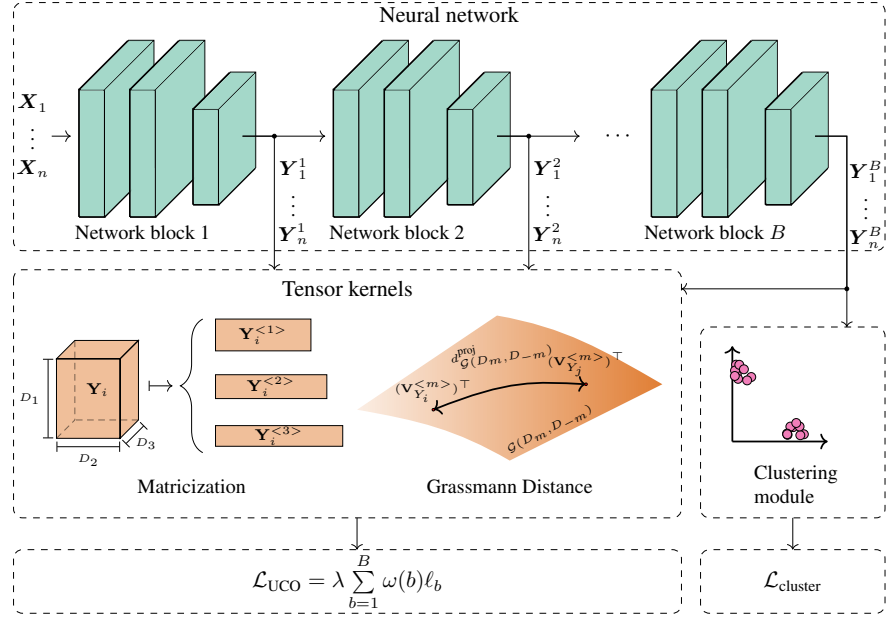 Neural network
X_1
⋮
X_n
Network block 1
Y_1^1
⋮
Y_n^1
Network block 2
Y_1^2
⋮
Y_n^2
⋯
Network block B
Y_1^B
⋮
Y_n^B
Tensor kernels
Y_i
D_1
D_2
D_3
Y_i^{<1>}
Y_i^{<2>}
Y_i^{<3>}
Matricization
d^{proj}_{𝒢(D_m, D_{-m})}
(V_{Y_i}^{<m>})^⊤
(V_{Y_j}^{<m>})^⊤
𝒢(D_m, D_{-m})
Grassmann Distance
Clustering
module
ℒ_UCO = λ ∑_{b=1}^{B} ω(b)ℓ_b
ℒ_cluster